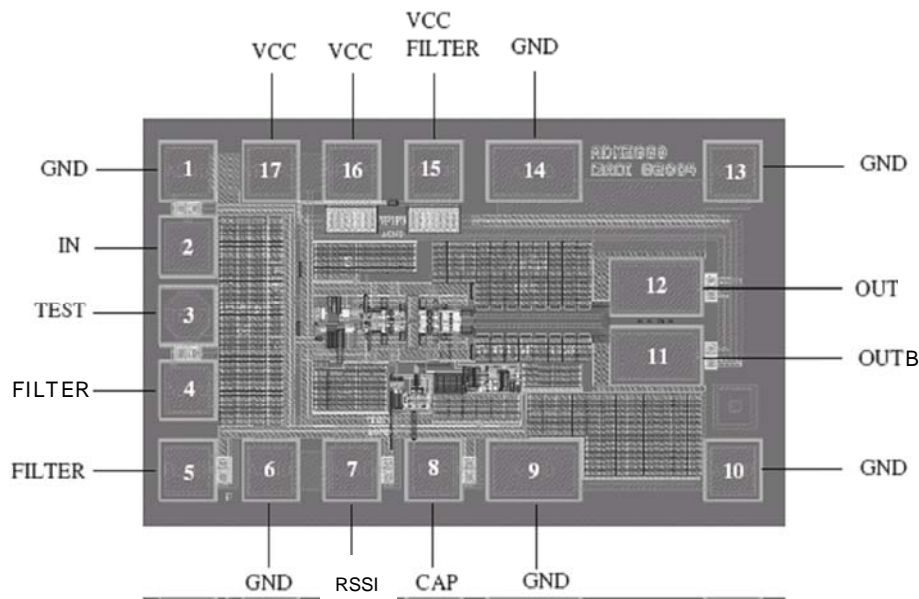 VCC
VCC
VCC
FILTER
GND
GND
1
17
16
15
14
13
GND
IN
2
TEST
3
12
OUT
11
OUTB
FILTER
4
FILTER
5
6
7
8
9
10
GND
GND
RSSI
CAP
GND